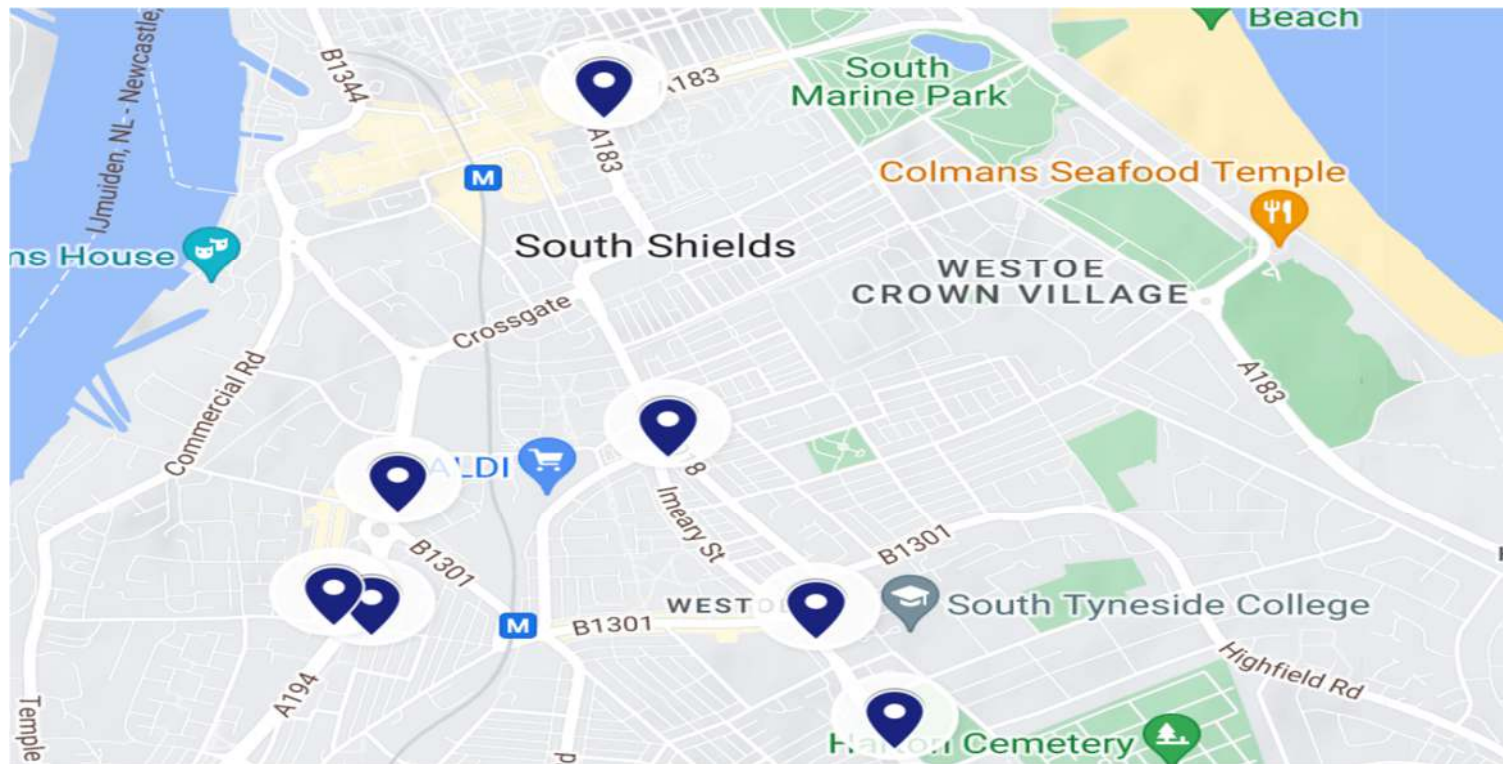 Beach
B1344
A183
South
Marine Park
IJmuiden, NL - Newcastle,
A183
M
Colmans Seafood Temple
ns House
South Shields
WESTOE
CROWN VILLAGE
Crossgate
Commercial Rd
A183
ALDI
18
Imeary St
B1301
B1301
WESTO
South Tyneside College
M
B1301
Highfield Rd
A194
Temple
Harton Cemetery